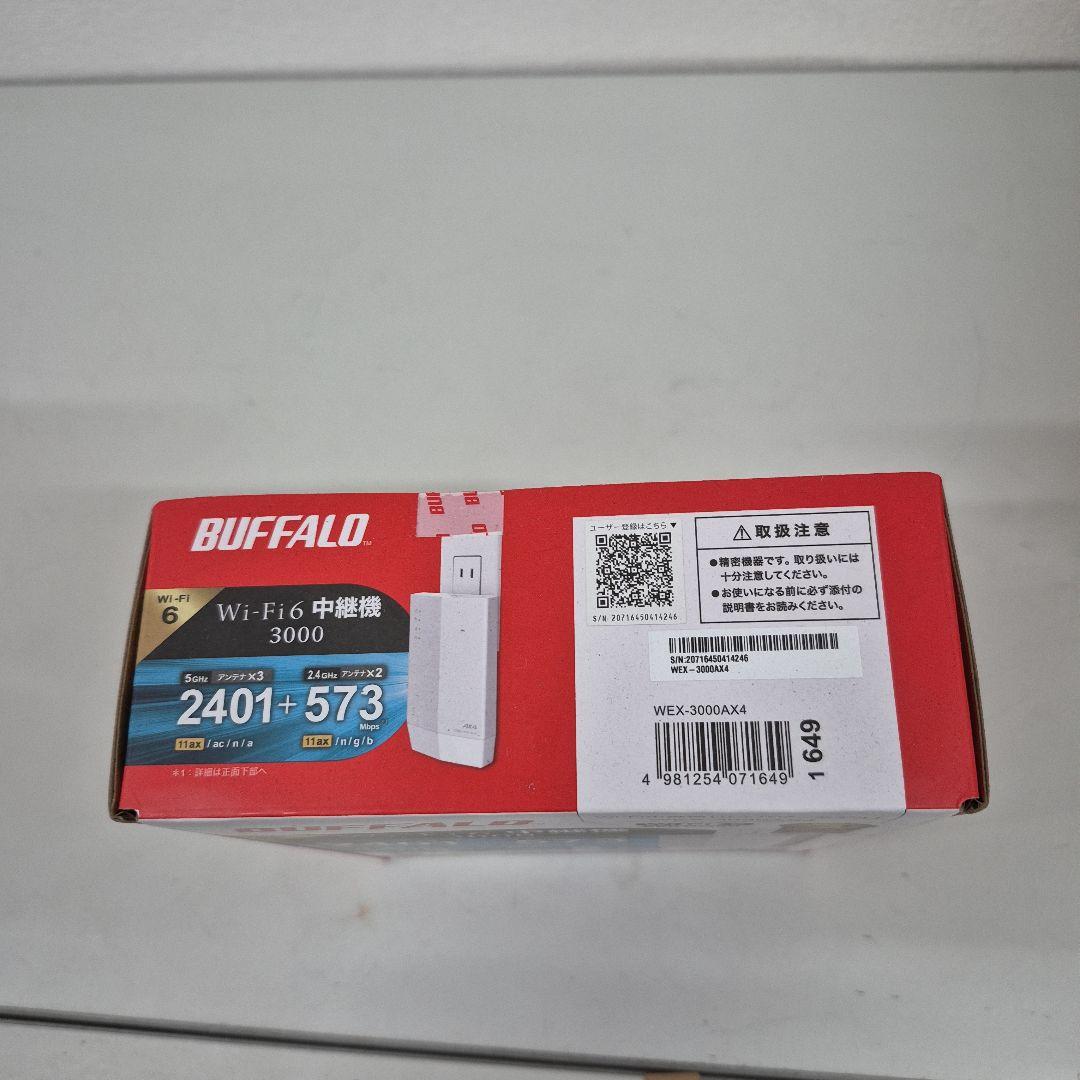 BUFFALO™
BUFFALO
Wi-Fi
6
Wi-Fi6 中継機
3000
5GHz アンテナ×3
2.4GHz アンテナ×2
2401+573
Mbps
11ax /ac/n/a
11ax /n/g/b
*1:詳細は正面下部へ
ユーザー登録はこちら▼
S/N 20716450414246
⚠取扱注意
●精密機器です。取り扱いには
十分注意してください。
●お使いになる前に必ず添付の
説明書をお読みください。
S/N:20716450414246
WEX-3000AX4
WEX-3000AX4
4 981254 071649
1 649
BUFFALO